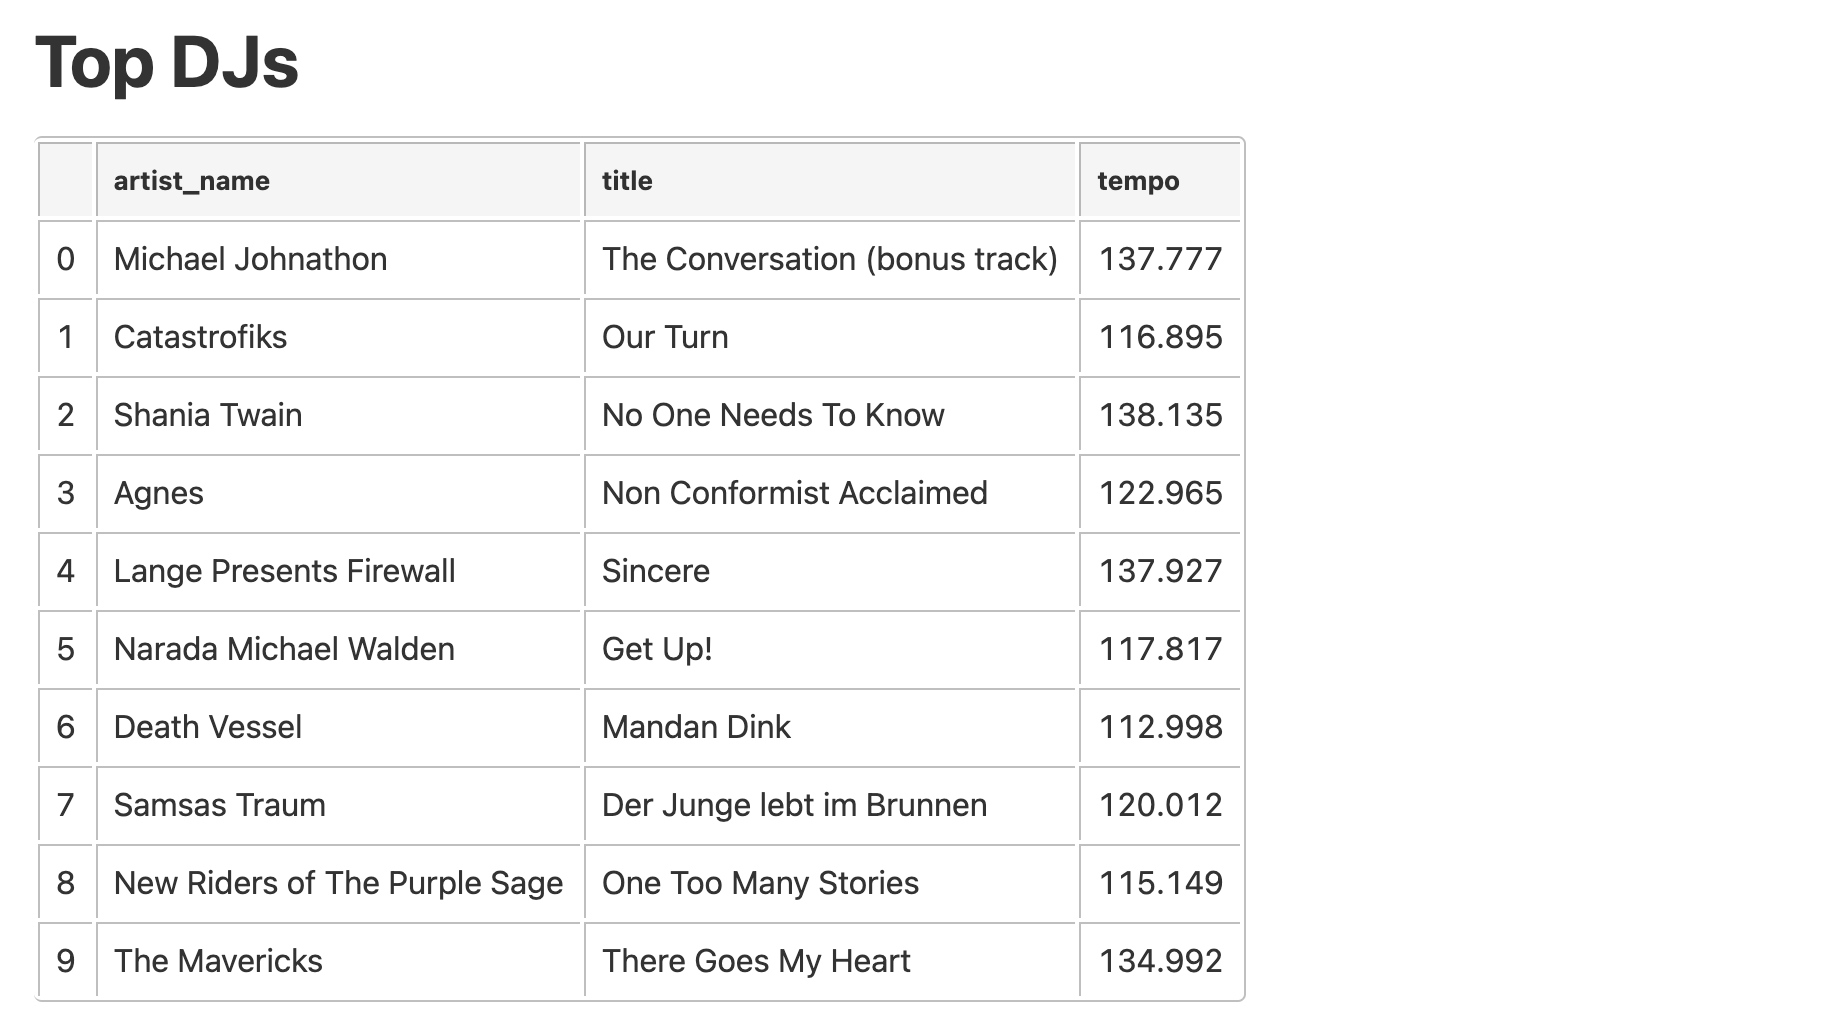 Top DJs
artist_name title tempo
0 Michael Johnathon The Conversation (bonus track) 137.777
1 Catastrofiks Our Turn 116.895
2 Shania Twain No One Needs To Know 138.135
3 Agnes Non Conformist Acclaimed 122.965
4 Lange Presents Firewall Sincere 137.927
5 Narada Michael Walden Get Up! 117.817
6 Death Vessel Mandan Dink 112.998
7 Samsas Traum Der Junge lebt im Brunnen 120.012
8 New Riders of The Purple Sage One Too Many Stories 115.149
9 The Mavericks There Goes My Heart 134.992